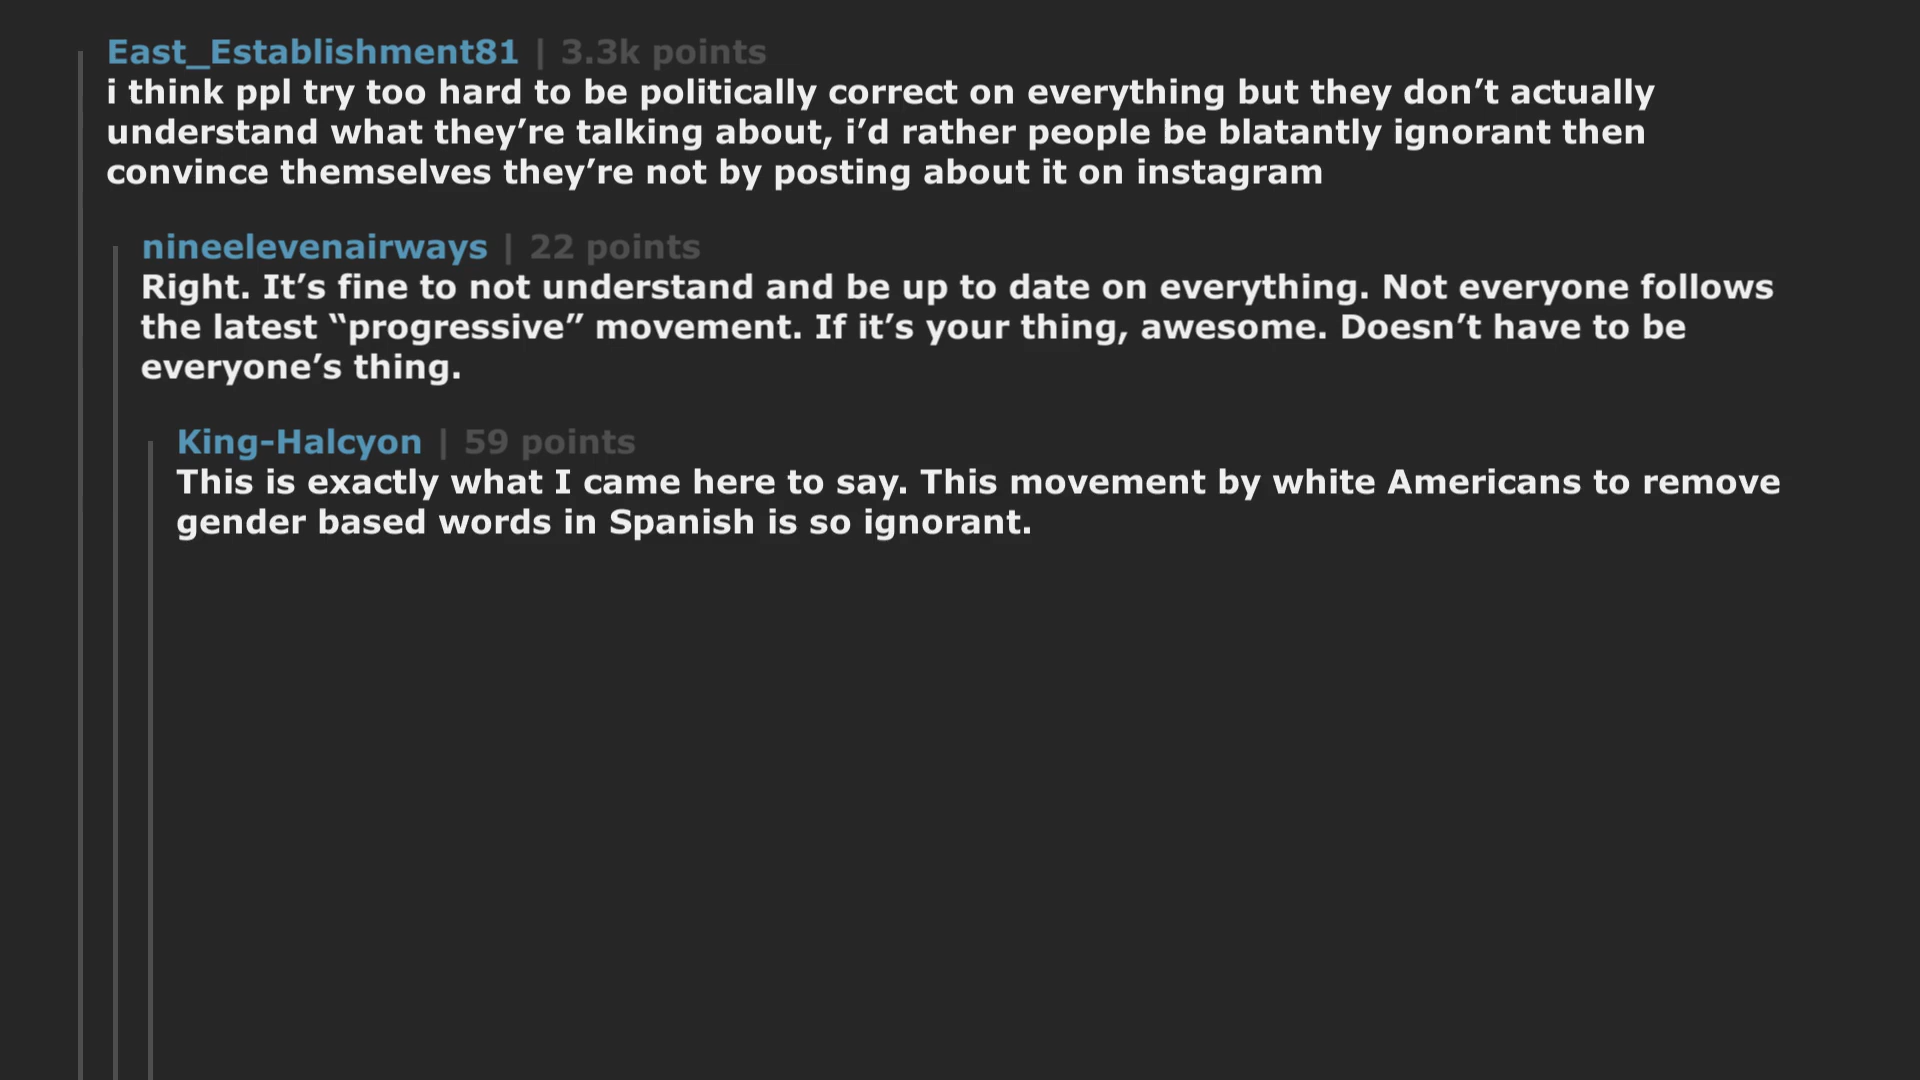 East_Establishment81 | 3.3k points
i think ppl try too hard to be politically correct on everything but they don’t actually
understand what they’re talking about, i’d rather people be blatantly ignorant then
convince themselves they’re not by posting about it on instagram
nineelevenairways | 22 points
Right. It’s fine to not understand and be up to date on everything. Not everyone follows
the latest “progressive” movement. If it’s your thing, awesome. Doesn’t have to be
everyone’s thing.
King-Halcyon | 59 points
This is exactly what I came here to say. This movement by white Americans to remove
gender based words in Spanish is so ignorant.